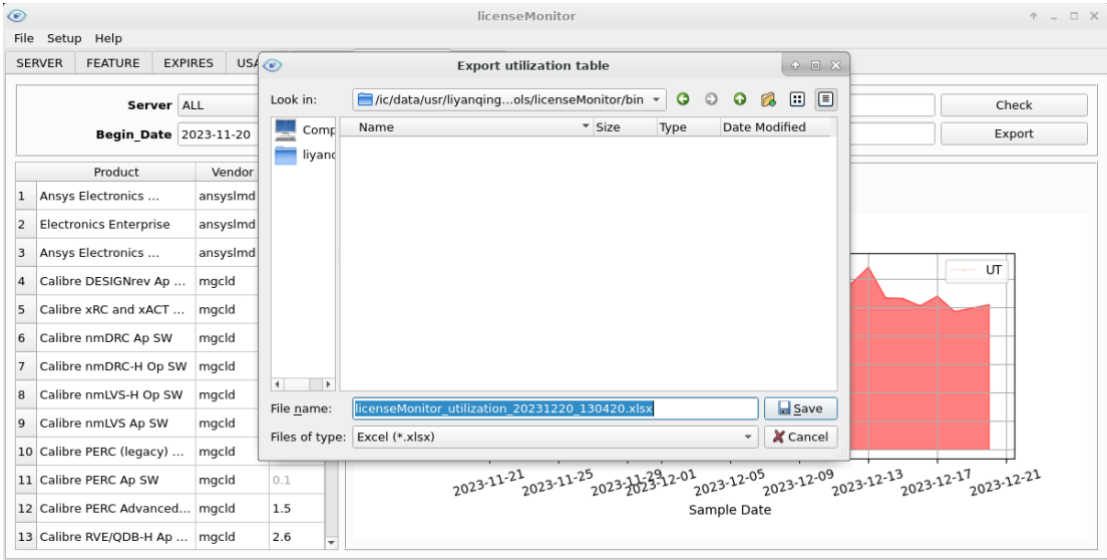 licenseMonitor
File Setup Help
SERVER FEATURE EXPIRES
Export utilization table
Server ALL
Look in: /ic/data/usr/liyanqing...ols/licenseMonitor/bin
Check
Begin_Date 2023-11-20
Name Size Type Date Modified
Export
Product Vendor
1 Ansys Electronics ... ansyslmd
2 Electronics Enterprise ansyslmd
3 Ansys Electronics ... ansyslmd
4 Calibre DESIGNrev Ap ... mgcld
5 Calibre xRC and xACT ... mgcld
6 Calibre nmDRC Ap SW mgcld
7 Calibre nmDRC-H Op SW mgcld
8 Calibre nmLVS-H Op SW mgcld
9 Calibre nmLVS Ap SW mgcld
10 Calibre PERC (legacy) ... mgcld
11 Calibre PERC Ap SW mgcld 0.1
12 Calibre PERC Advanced... mgcld 1.5
13 Calibre RVE/QDB-H Ap ... mgcld 2.6
File name: licenseMonitor_utilization_20231220_130420.xlsx Save
Files of type: Excel (*.xlsx) Cancel
UT
2023-11-21 2023-11-25 2023-11-29 2023-12-01 2023-12-05 2023-12-09 2023-12-13 2023-12-17 2023-12-21
Sample Date